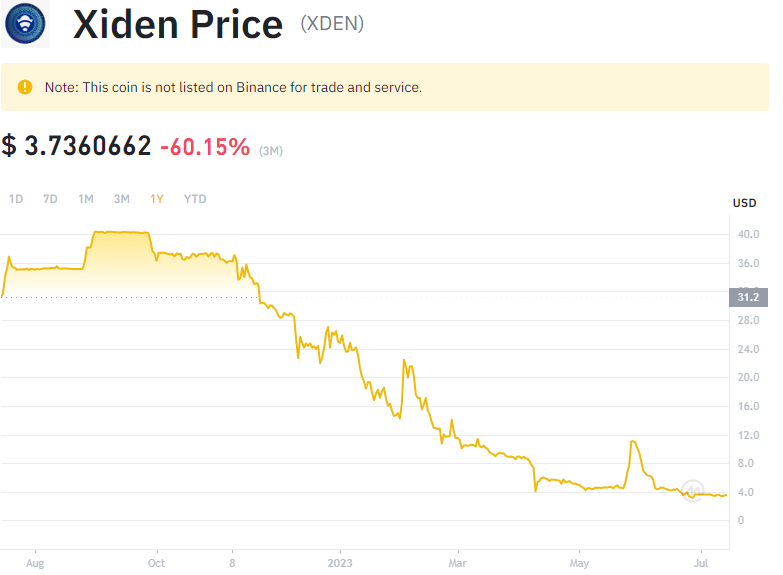 Xiden Price (XDEN)
Note: This coin is not listed on Binance for trade and service.
$ 3.7360662 -60.15% (3M)
1D 7D 1M 3M 1Y YTD
USD
40.0
36.0
31.2
28.0
24.0
20.0
16.0
12.0
8.0
4.0
0
Aug Oct 8 2023 Mar May Jul